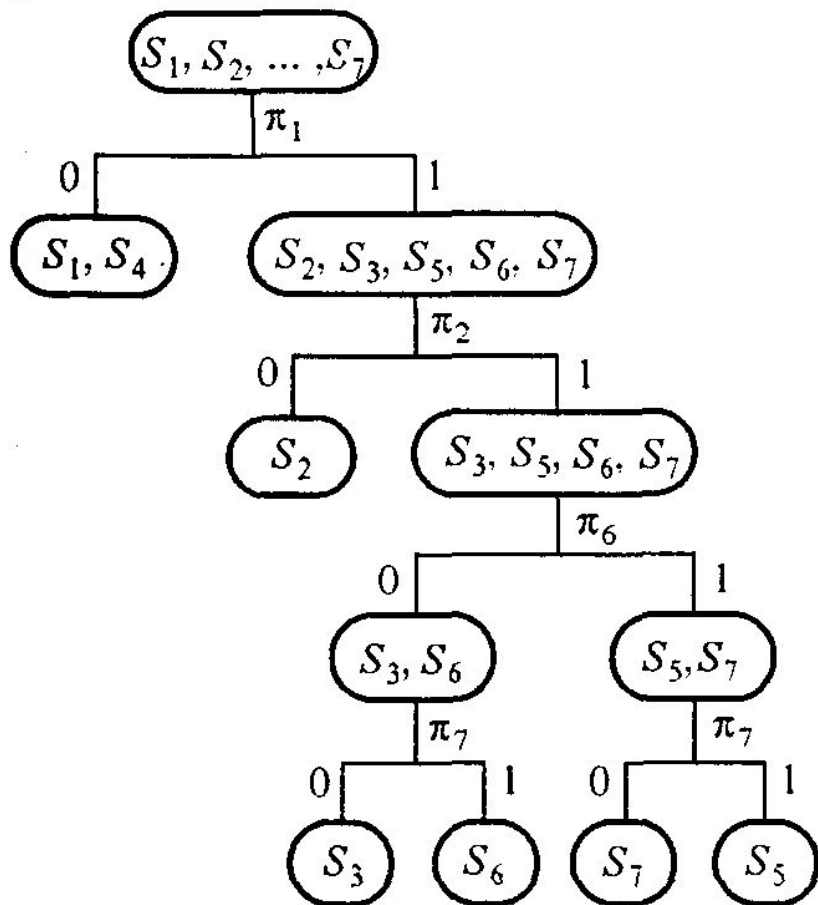 S₁, S₂, ... ,S₇
π₁
0 1
S₁, S₄ S₂, S₃, S₅, S₆, S₇
π₂
0 1
S₂ S₃, S₅, S₆, S₇
π₆
0 1
S₃, S₆ S₅, S₇
π₇ π₇
0 1 0 1
S₃ S₆ S₇ S₅